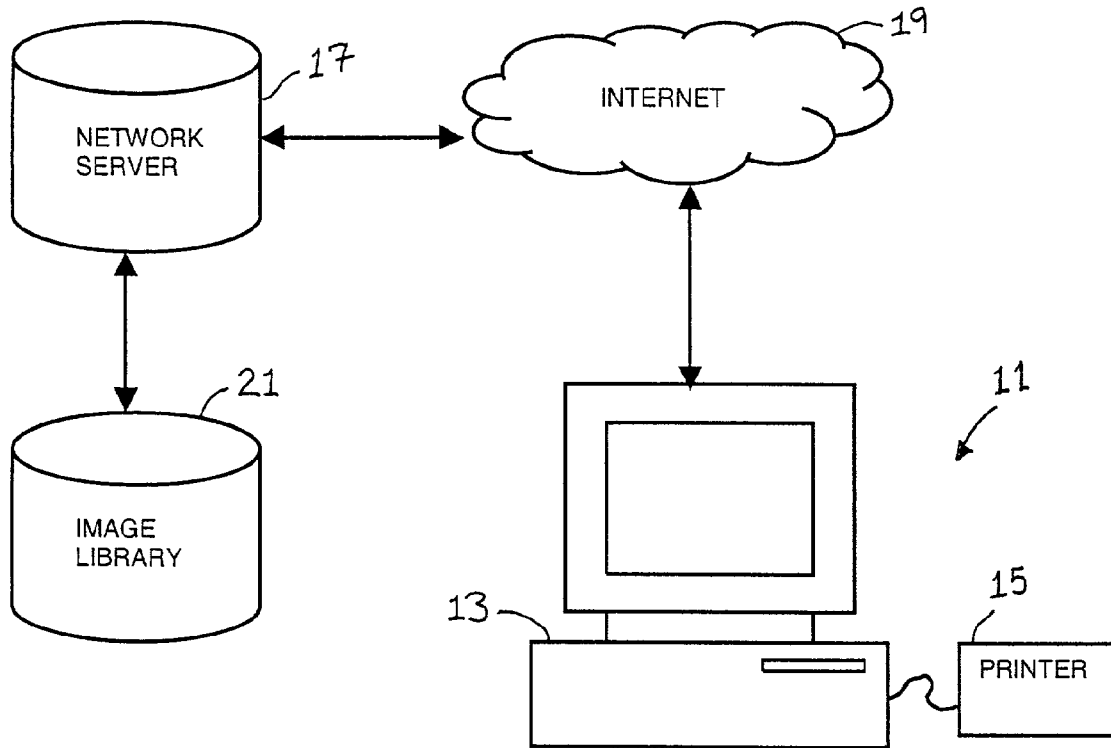 17
NETWORK
SERVER
19
INTERNET
21
IMAGE
LIBRARY
11
13
15
PRINTER